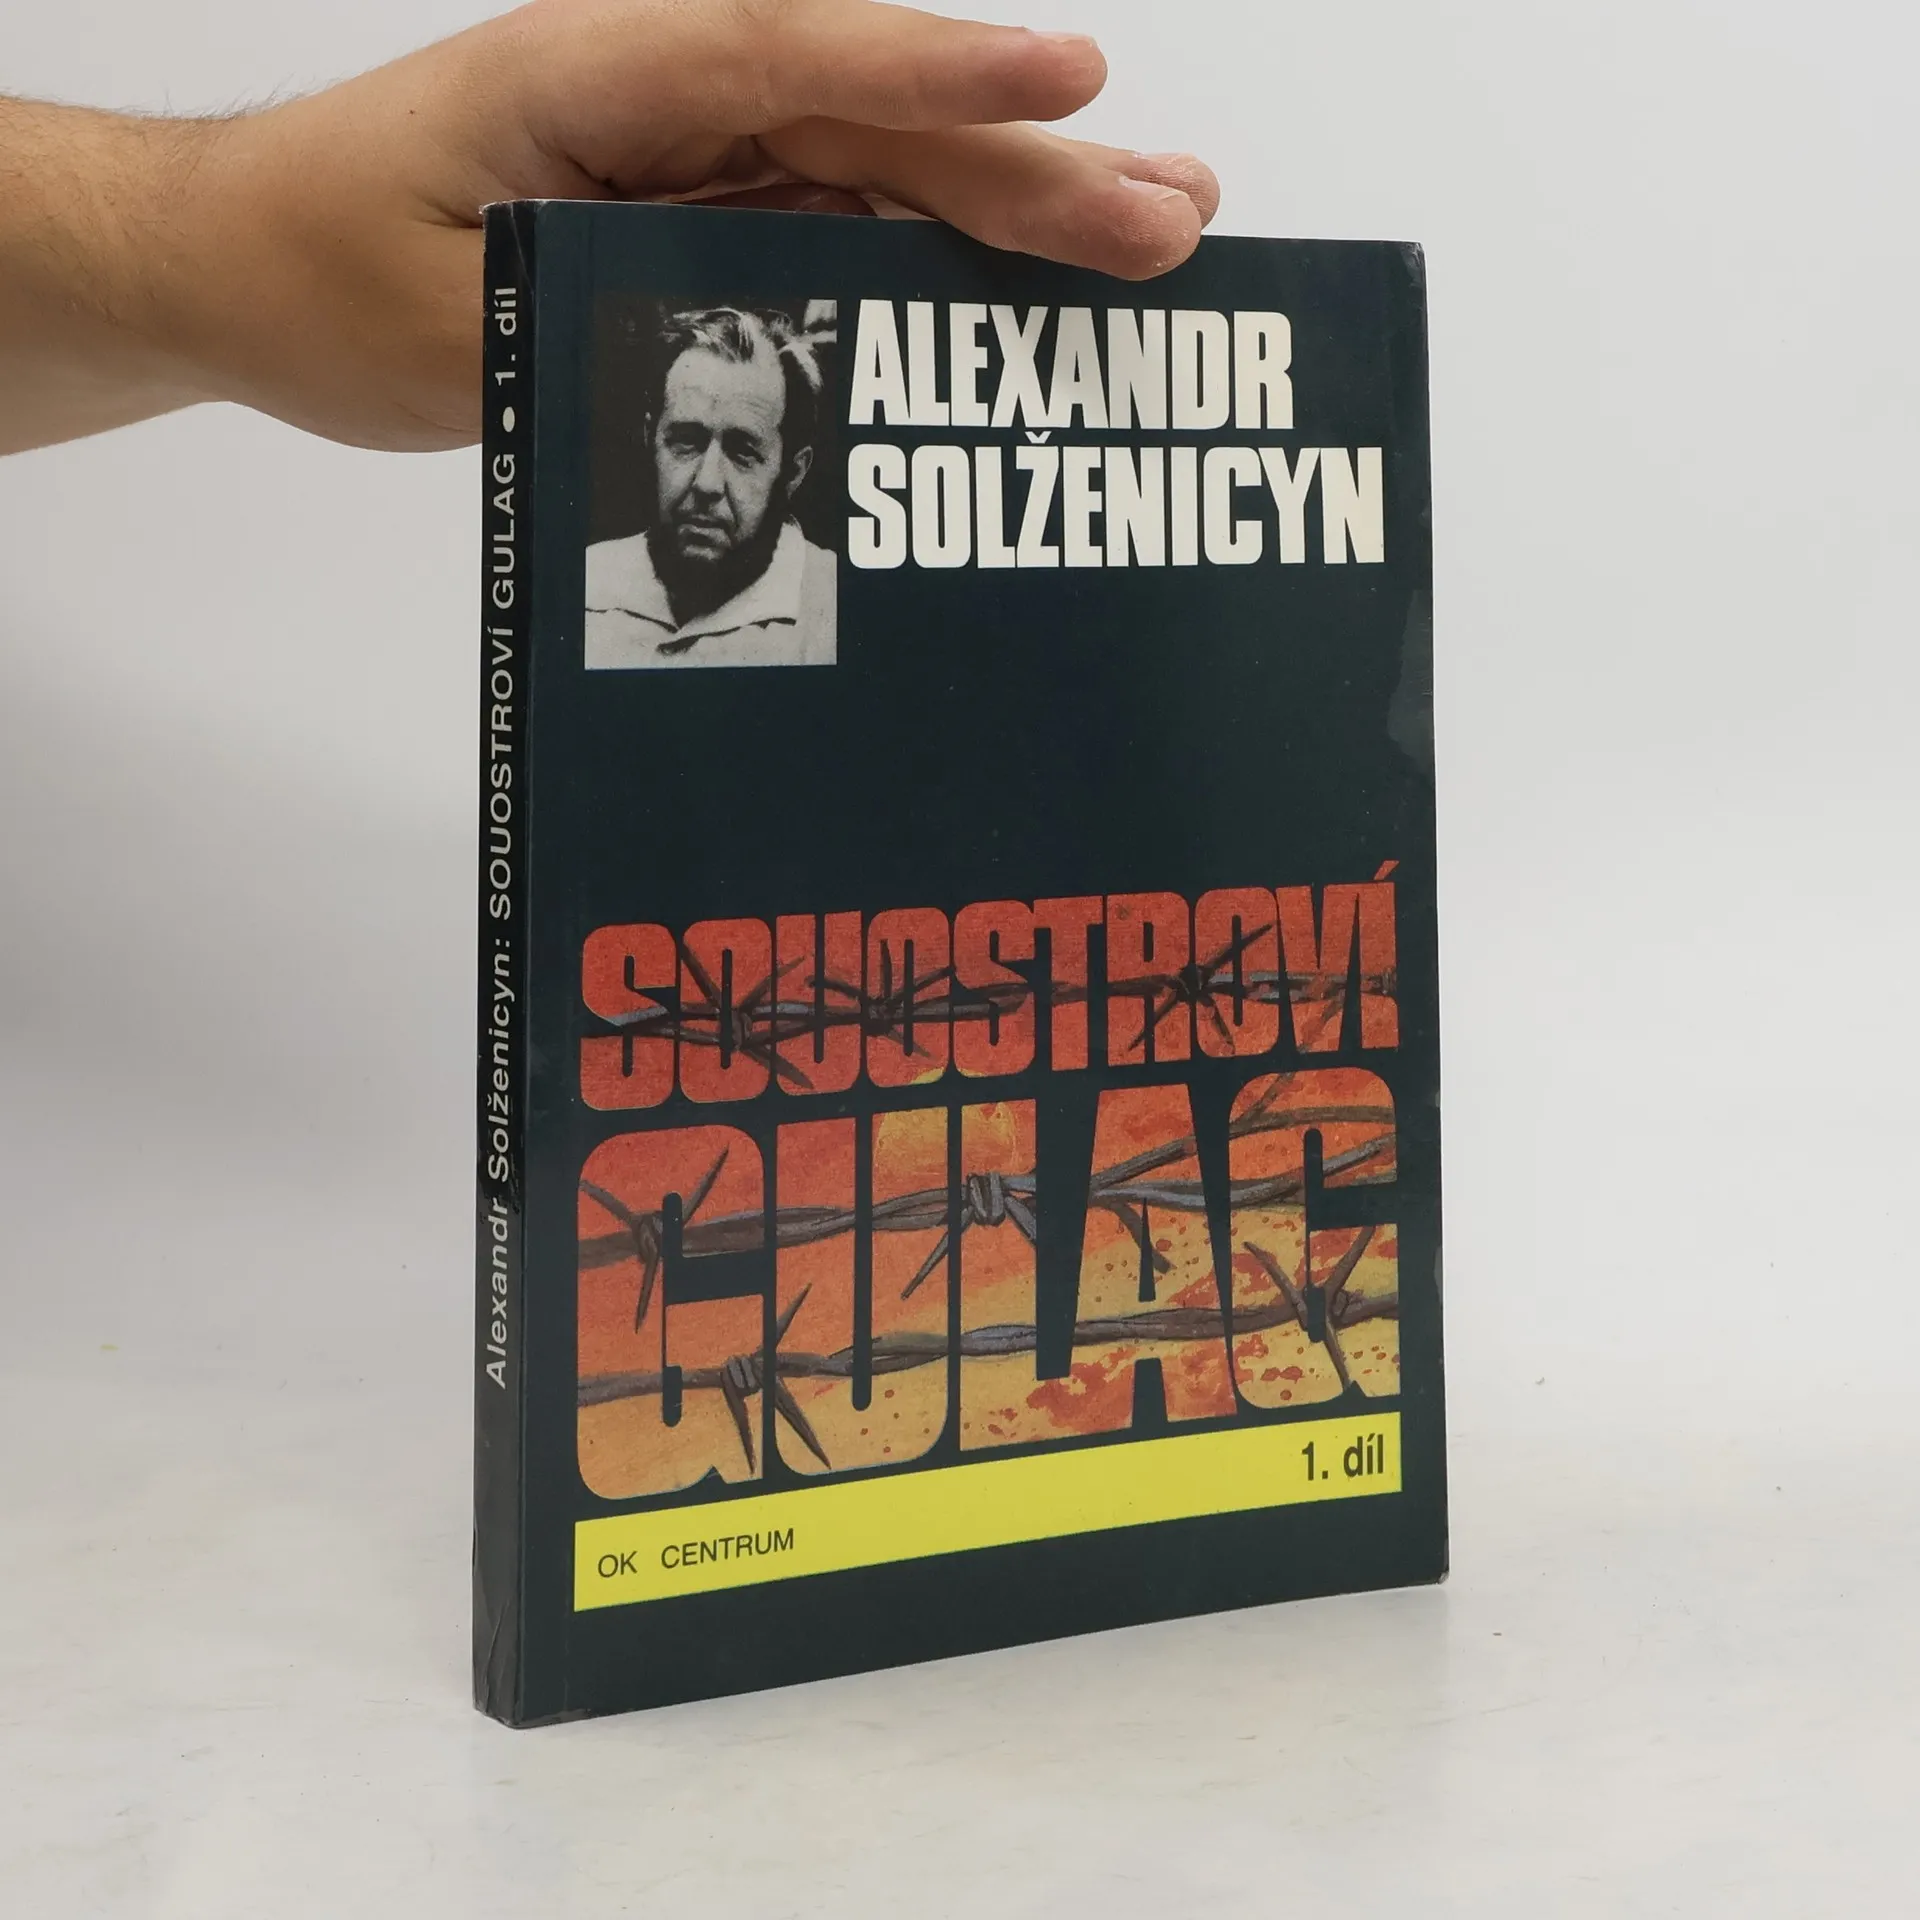 ALEXANDR
SOLŽENICYN
SOUOSTROVÍ
GULAG
1. díl
OK CENTRUM
Alexandr Solženicyn: SOUOSTROVÍ GULAG ● 1. díl